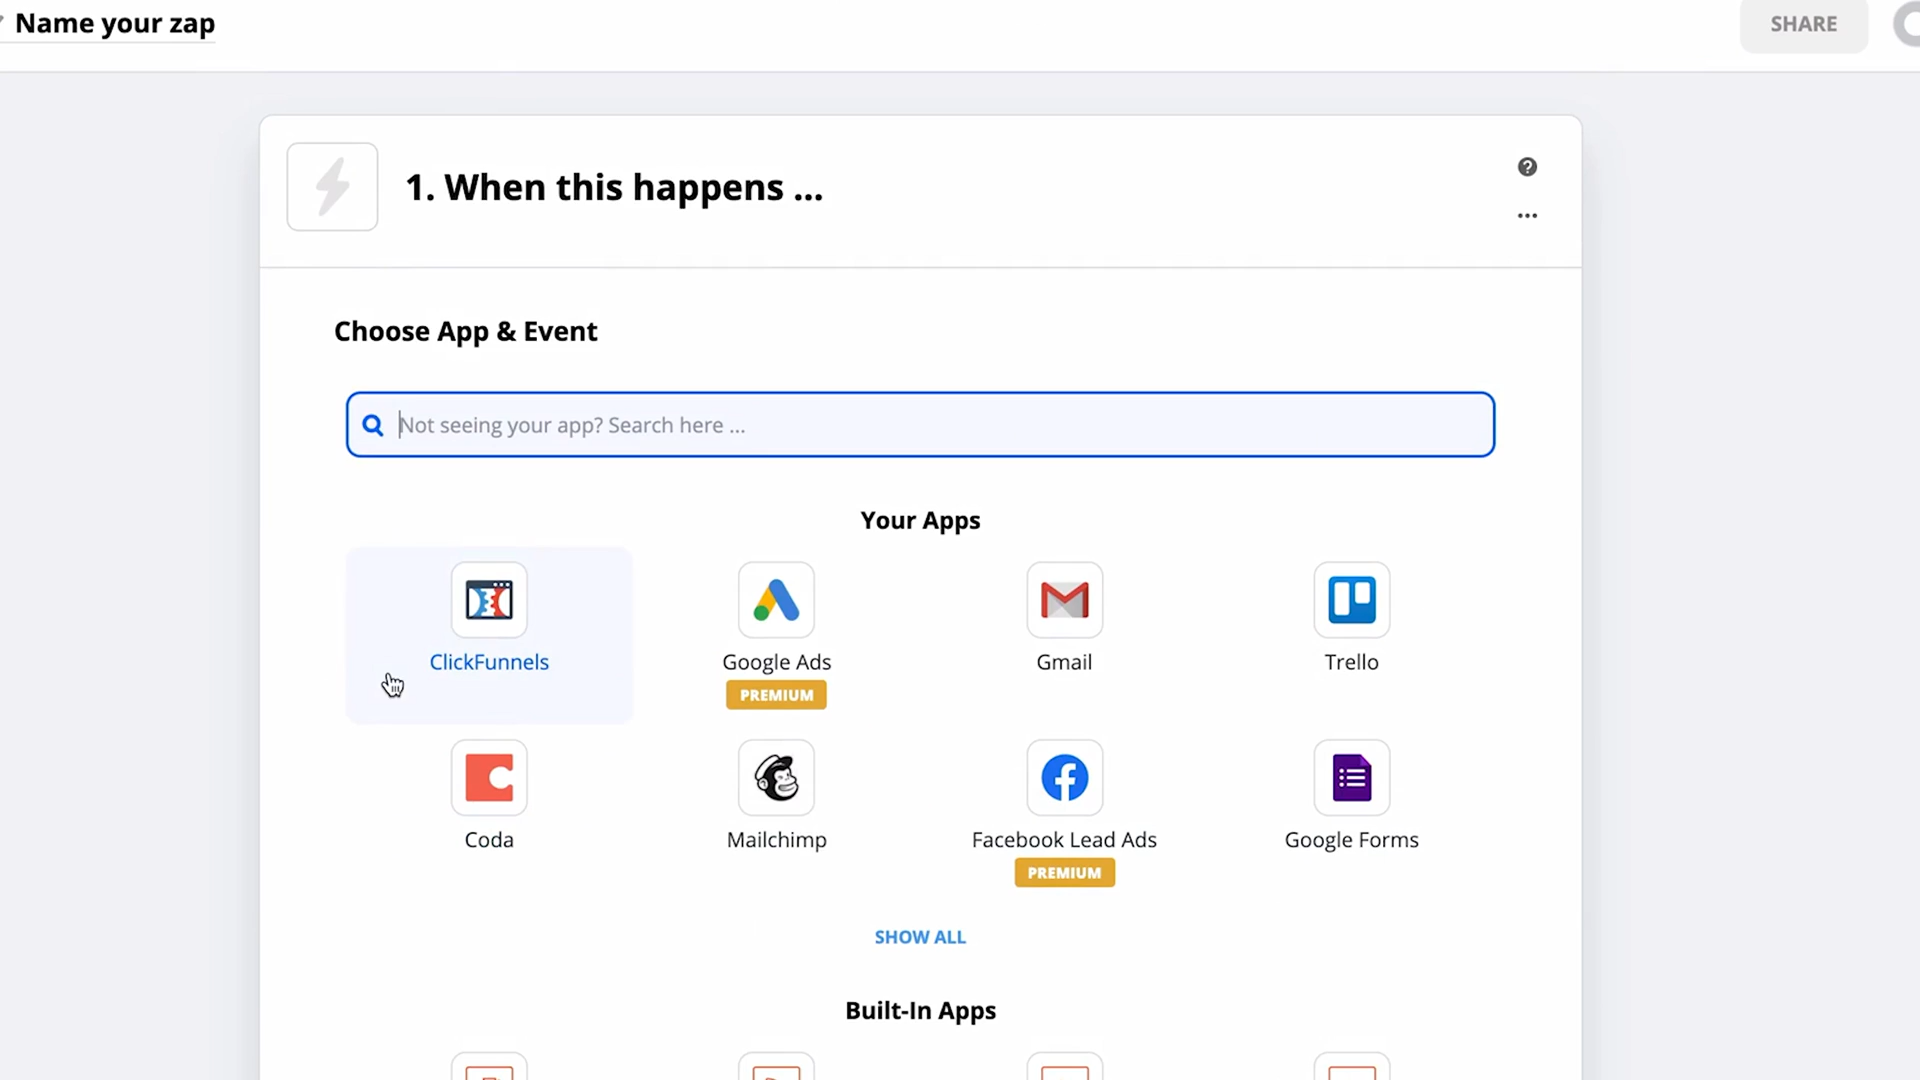 Name your zap
SHARE
1. When this happens ...
Choose App & Event
Not seeing your app? Search here ...
Your Apps
ClickFunnels
Google Ads
PREMIUM
Gmail
Trello
Coda
Mailchimp
Facebook Lead Ads
PREMIUM
Google Forms
SHOW ALL
Built-In Apps